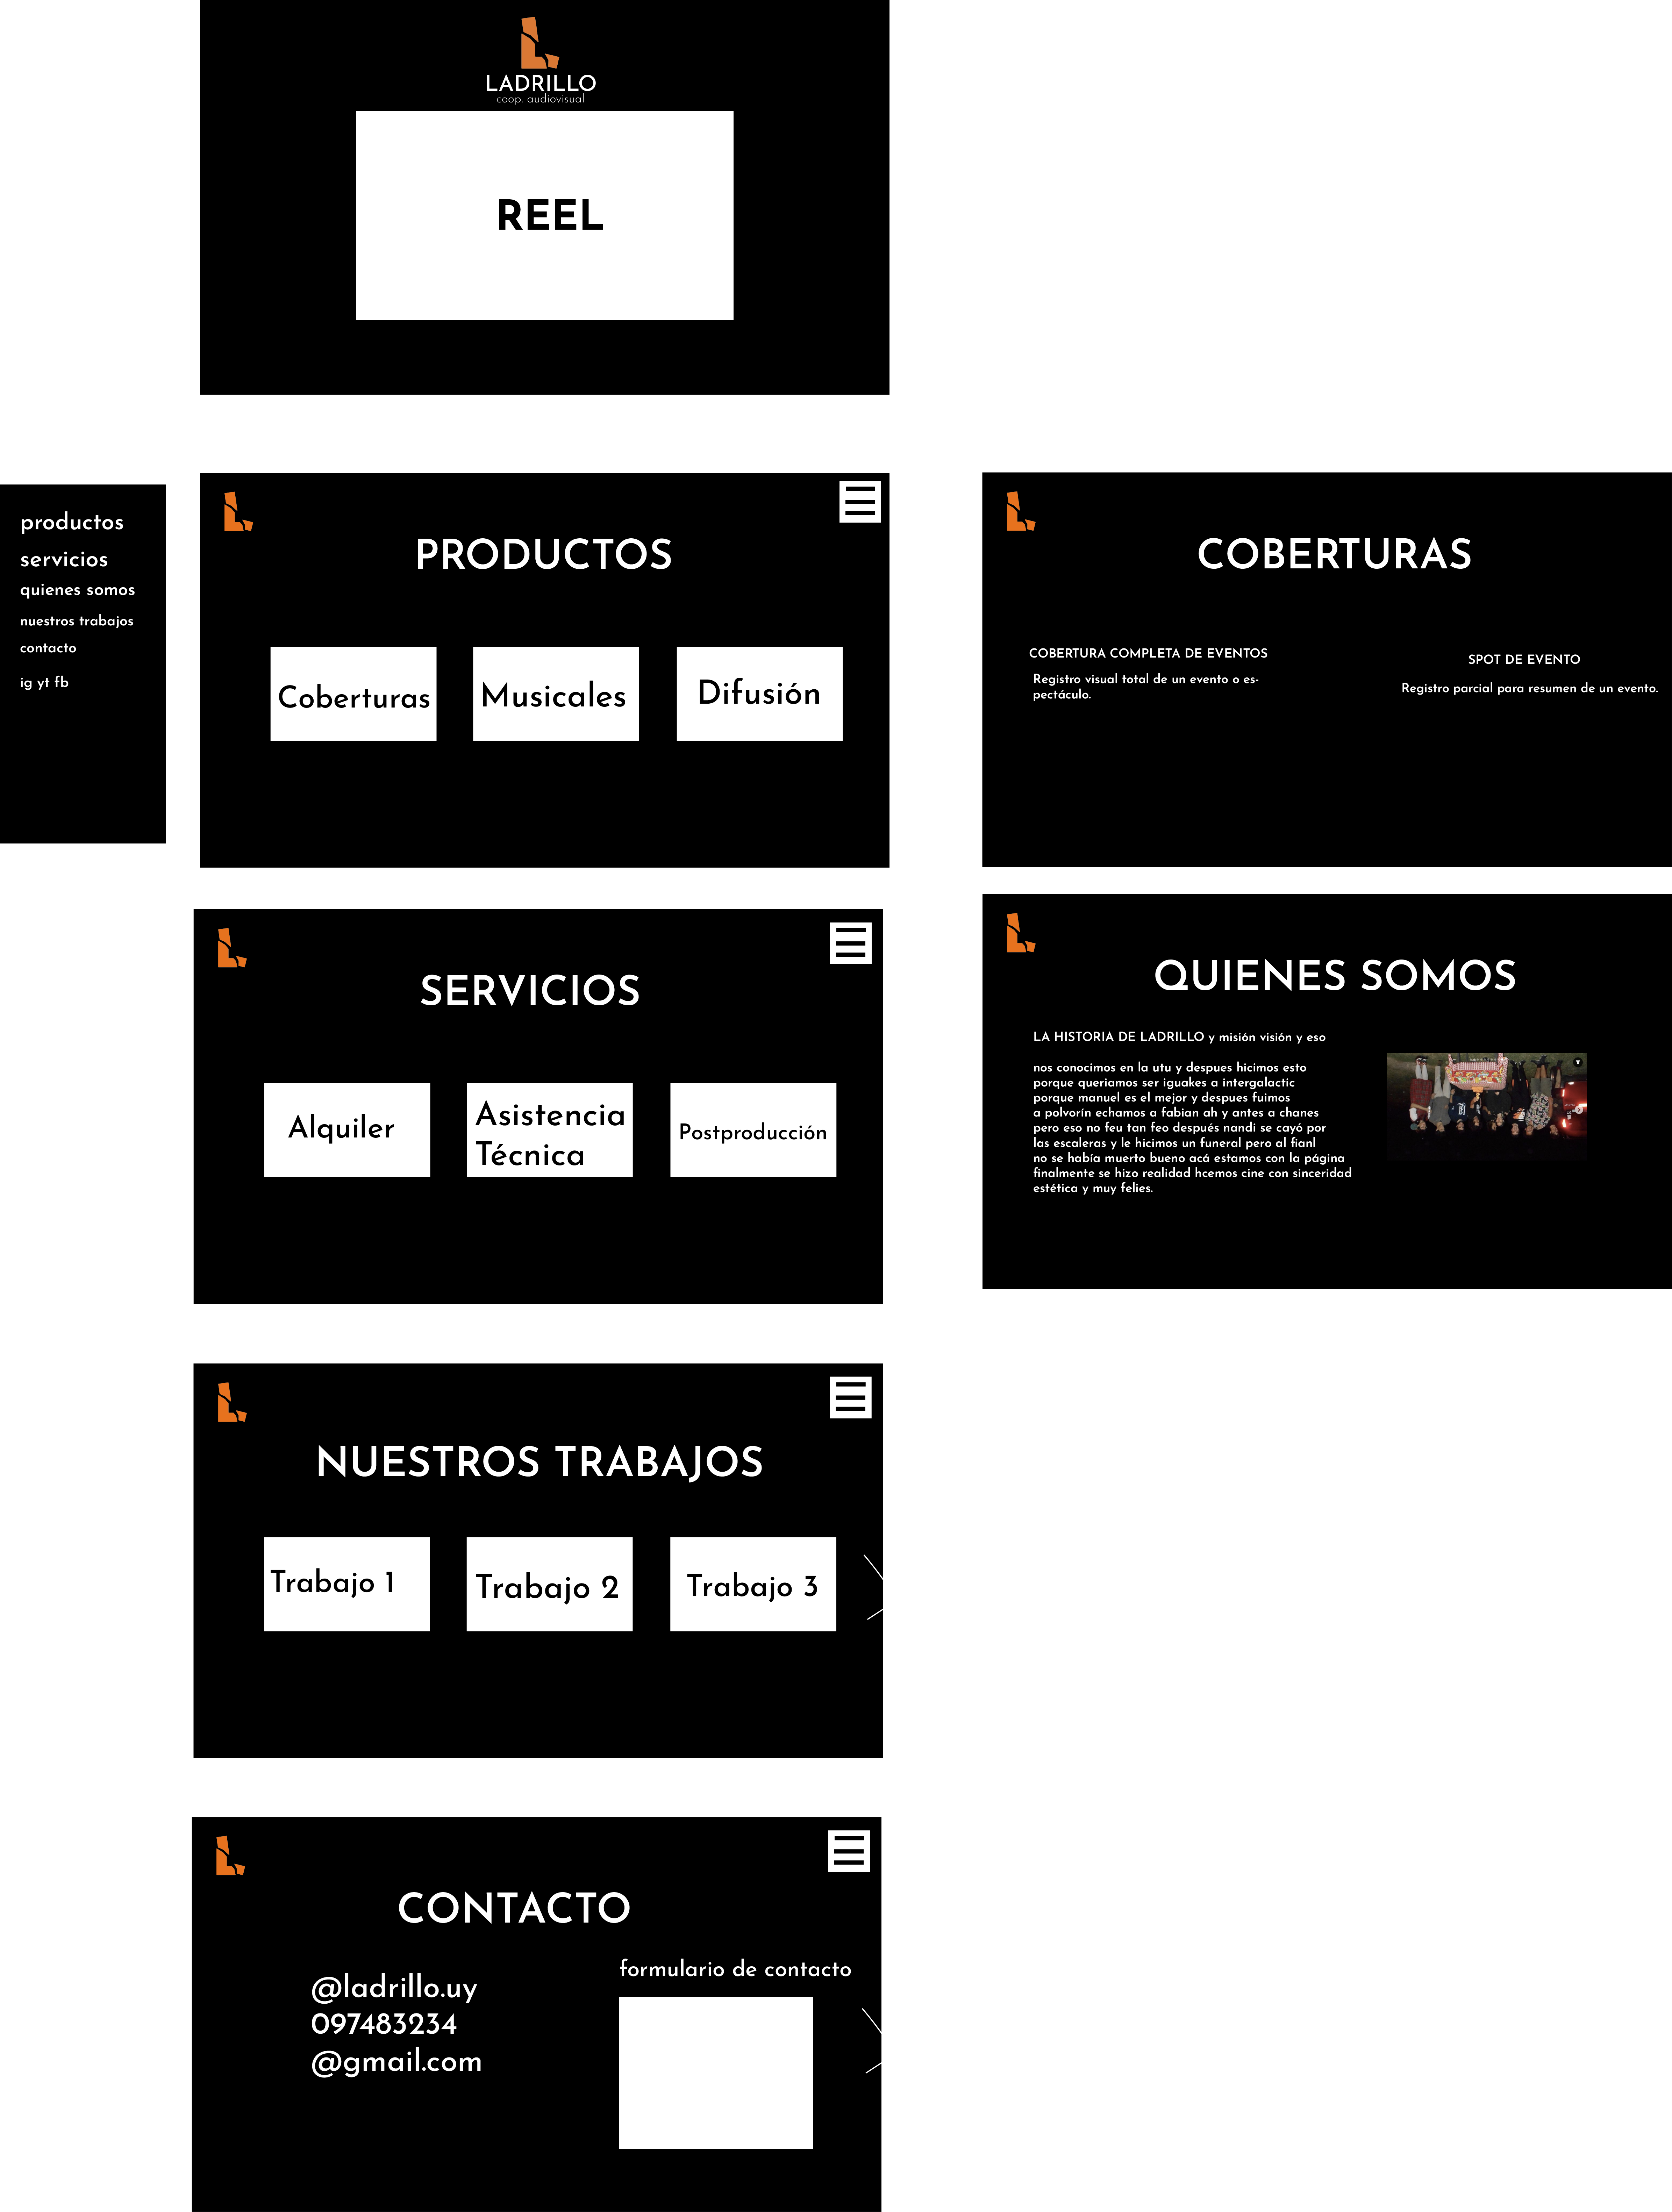 LADRILLO
coop. audiovisual
REEL
productos
servicios
quienes somos
nuestros trabajos
contacto
ig yt fb
PRODUCTOS
Coberturas
Musicales
Difusión
COBERTURAS
COBERTURA COMPLETA DE EVENTOS
Registro visual total de un evento o es-
pectáculo.
SPOT DE EVENTO
Registro parcial para resumen de un evento.
SERVICIOS
Alquiler
Asistencia
Técnica
Postproducción
QUIENES SOMOS
LA HISTORIA DE LADRILLO y misión visión y eso
nos conocimos en la utu y despues hicimos esto
porque queriamos ser iguakes a intergalactic
porque manuel es el mejor y despues fuimos
a polvorín echamos a fabian ah y antes a chanes
pero eso no feu tan feo después nandi se cayó por
las escaleras y le hicimos un funeral pero al fianl
no se había muerto bueno acá estamos con la página
finalmente se hizo realidad hcemos cine con sinceridad
estética y muy felies.
NUESTROS TRABAJOS
Trabajo 1
Trabajo 2
Trabajo 3
CONTACTO
@ladrillo.uy
097483234
@gmail.com
formulario de contacto